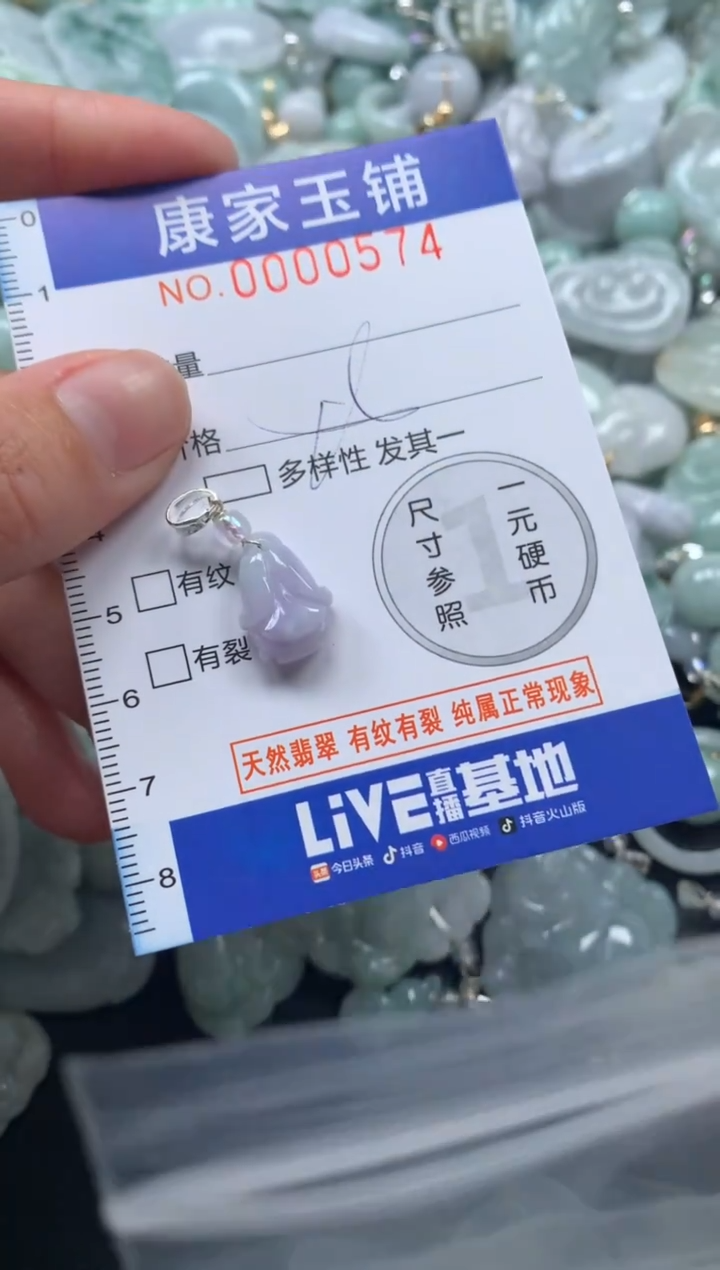 康家玉铺
NO.0000574
0
1
量
价格
多样性 发其一
4
尺寸参照
一元硬币
1
5
有纹
6
有裂
天然翡翠 有纹有裂 纯属正常现象
7
LiVE直播基地
8
头条 今日头条 抖音 西瓜视频 抖音火山版